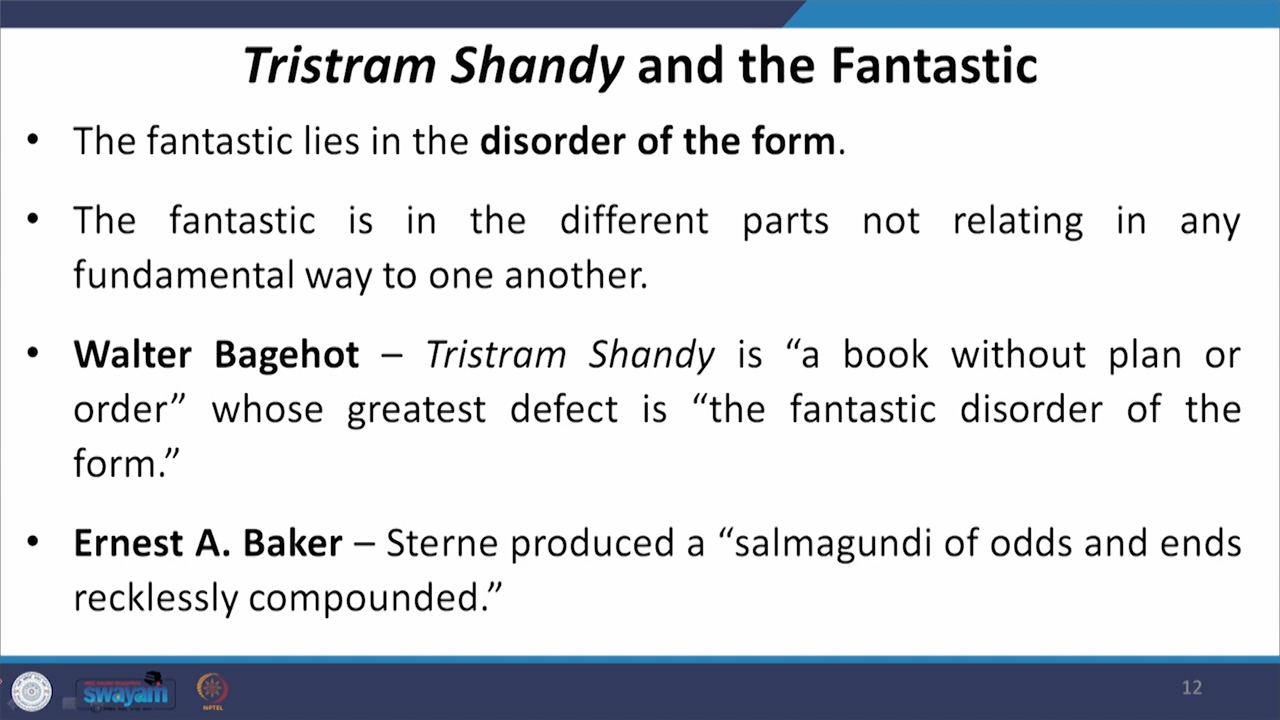 Tristram Shandy and the Fantastic
• The fantastic lies in the disorder of the form.
• The fantastic is in the different parts not relating in any
fundamental way to one another.
• Walter Bagehot – Tristram Shandy is “a book without plan or
order” whose greatest defect is “the fantastic disorder of the
form.”
• Ernest A. Baker – Sterne produced a “salmagundi of odds and ends
recklessly compounded.”
swayam
NPTEL
12